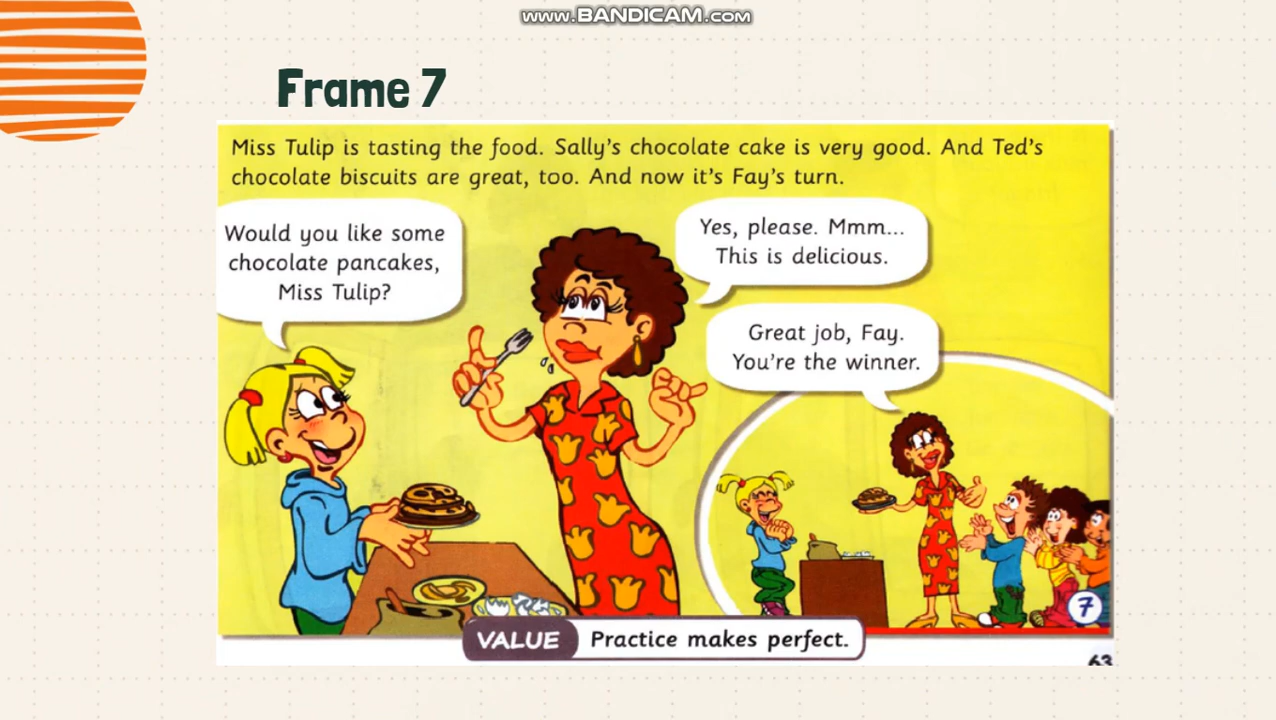 www.BANDICAM.com
Frame 7
Miss Tulip is tasting the food. Sally's chocolate cake is very good. And Ted's
chocolate biscuits are great, too. And now it's Fay's turn.
Would you like some
chocolate pancakes,
Miss Tulip?
Yes, please. Mmm...
This is delicious.
Great job, Fay.
You're the winner.
7
VALUE Practice makes perfect.
63